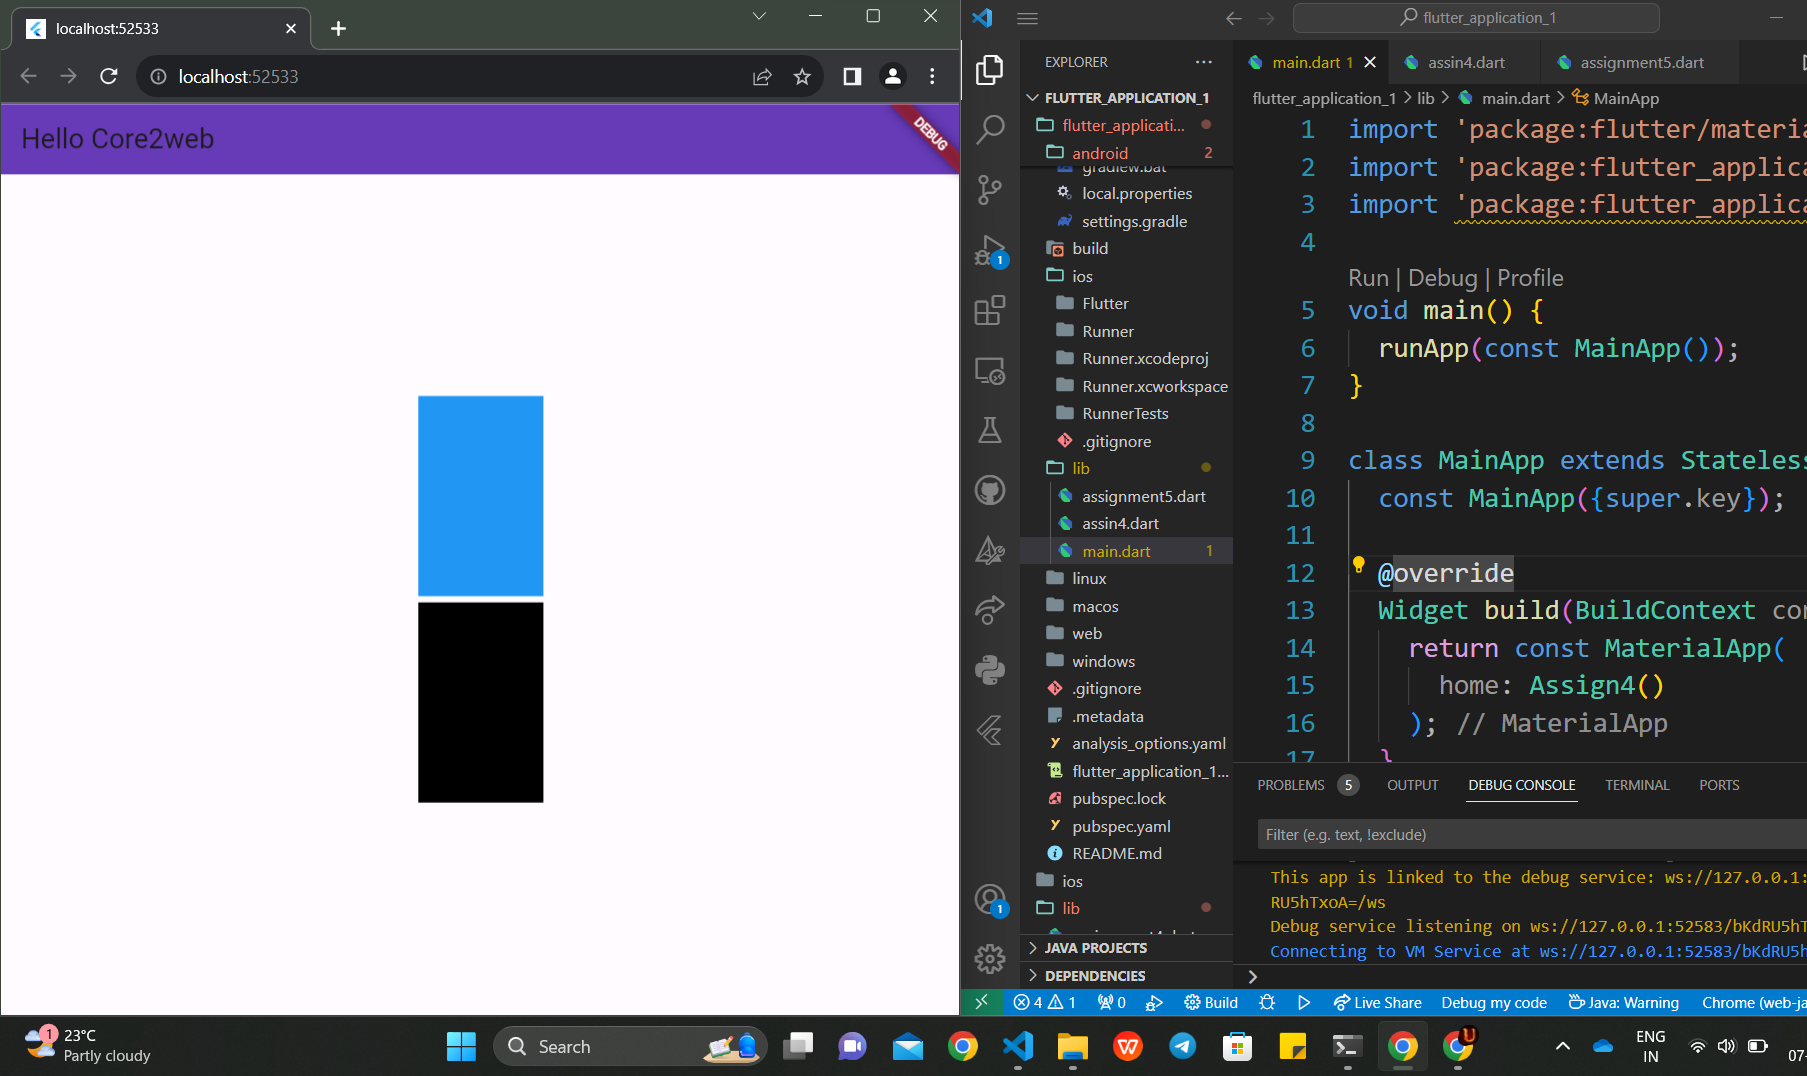 localhost:52533
localhost:52533
Hello Core2web
DEBUG
flutter_application_1
EXPLORER
FLUTTER_APPLICATION_1
flutter_applicati...
android 2
gradlew.bat
local.properties
settings.gradle
build
ios
Flutter
Runner
Runner.xcodeproj
Runner.xcworkspace
RunnerTests
.gitignore
lib
assignment5.dart
assin4.dart
main.dart 1
linux
macos
web
windows
.gitignore
.metadata
analysis_options.yaml
flutter_application_1...
pubspec.lock
pubspec.yaml
README.md
ios
lib
JAVA PROJECTS
DEPENDENCIES
1
1
main.dart 1
assin4.dart
assignment5.dart
flutter_application_1 > lib > main.dart > MainApp
1 import 'package:flutter/materia
2 import 'package:flutter_applica
3 import 'package:flutter_applica
4
Run | Debug | Profile
5 void main() {
6 runApp(const MainApp());
7 }
8
9 class MainApp extends Stateless
10 const MainApp({super.key});
11
12 @override
13 Widget build(BuildContext con
14 return const MaterialApp(
15 home: Assign4()
16 ); // MaterialApp
17 }
PROBLEMS 5 OUTPUT DEBUG CONSOLE TERMINAL PORTS
Filter (e.g. text, !exclude)
This app is linked to the debug service: ws://127.0.0.1:
RU5hTxoA=/ws
Debug service listening on ws://127.0.0.1:52583/bKdRU5hT
Connecting to VM Service at ws://127.0.0.1:52583/bKdRU5h
4 1 0 Build Live Share Debug my code Java: Warning Chrome (web-ja
1
23°C
Partly cloudy
Search
ENG
IN
07-